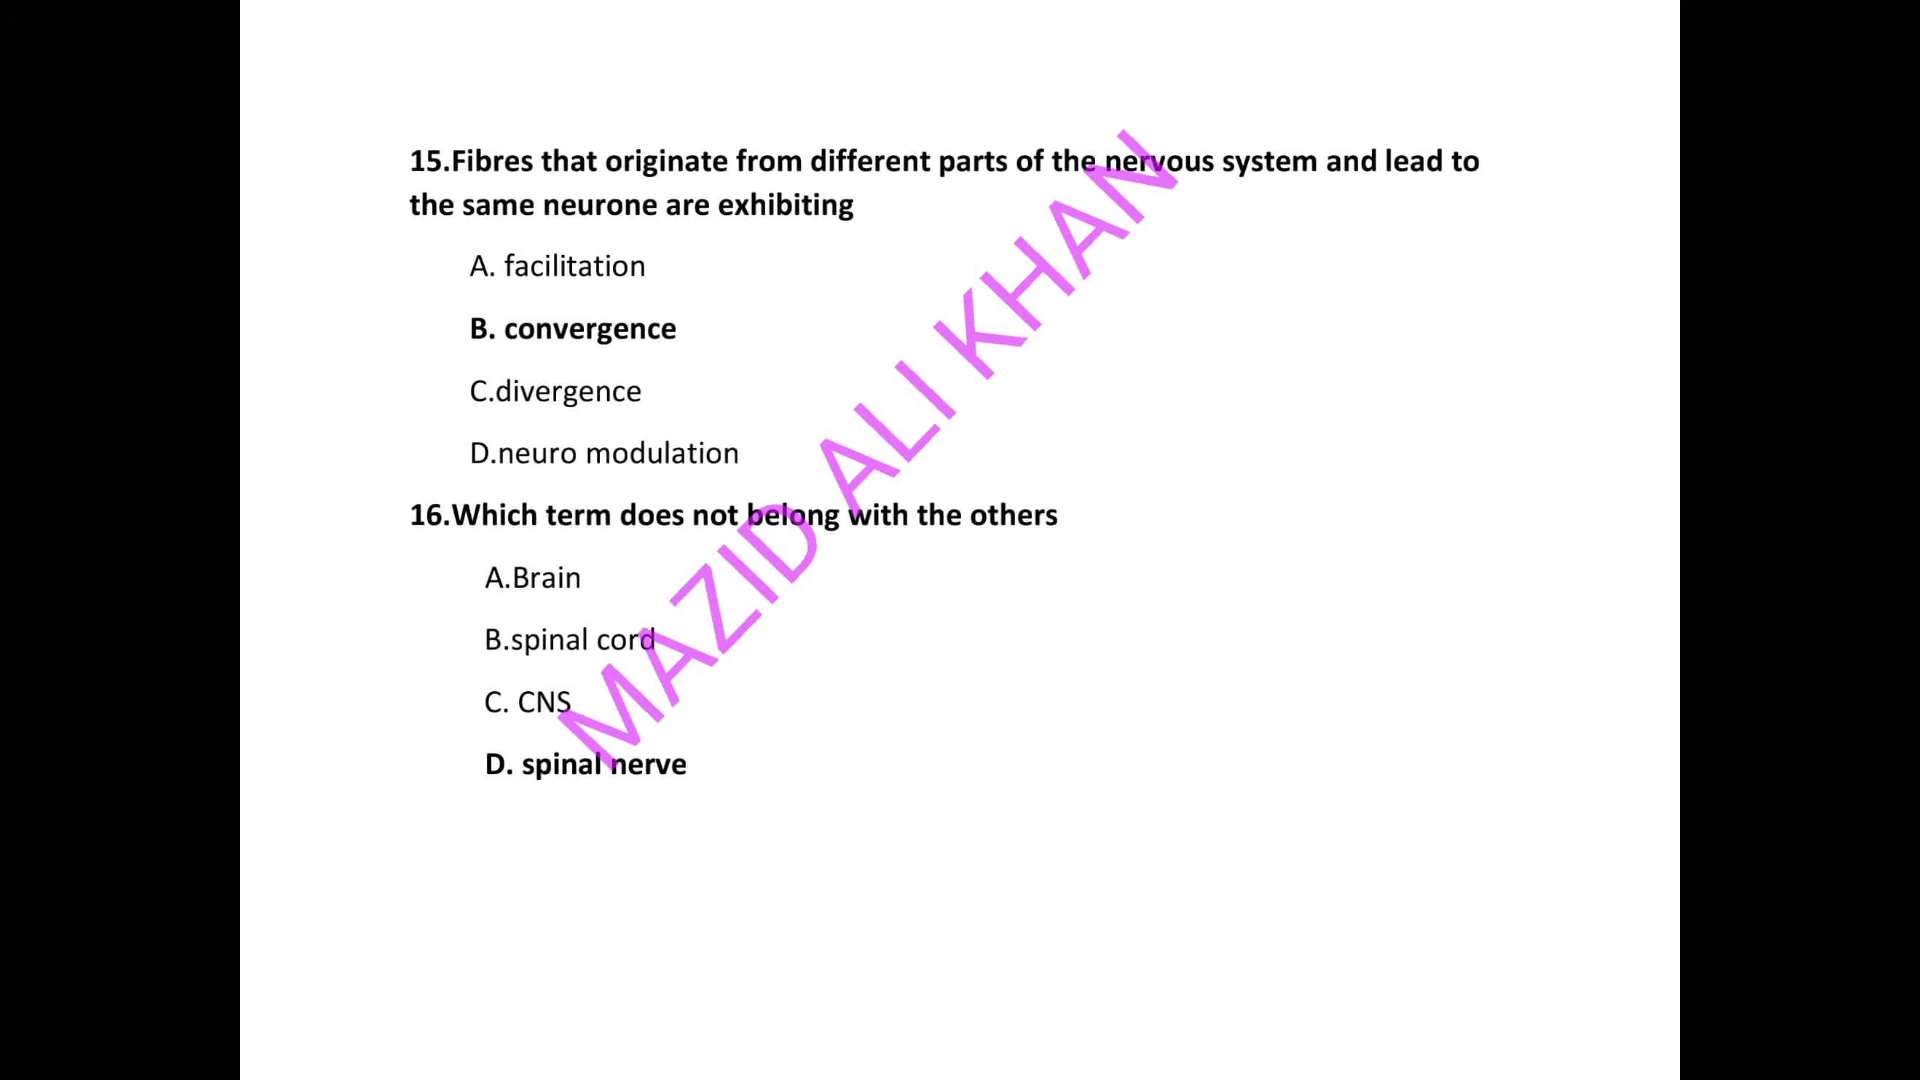 15.Fibres that originate from different parts of the nervous system and lead to
the same neurone are exhibiting
A. facilitation
B. convergence
C.divergence
D.neuro modulation
16.Which term does not belong with the others
A.Brain
B.spinal cord
C. CNS
D. spinal nerve
MAZID ALI KHAN